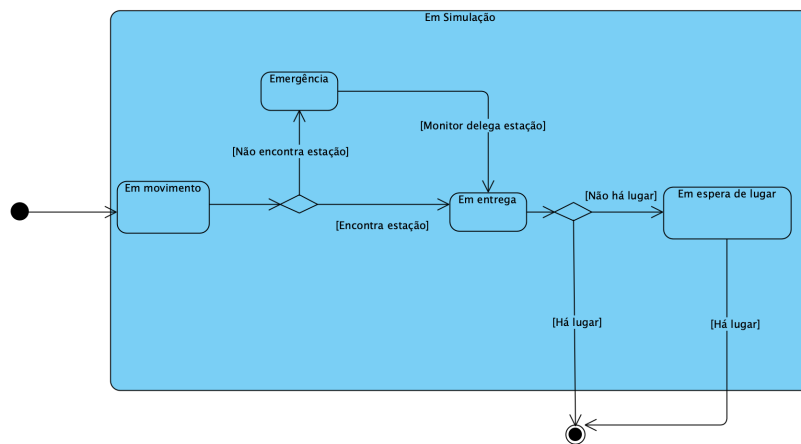 Em Simulação
Emergência
[Monitor delega estação]
[Não encontra estação]
Em movimento
Em entrega
[Não há lugar]
Em espera de lugar
[Encontra estação]
[Há lugar]
[Há lugar]